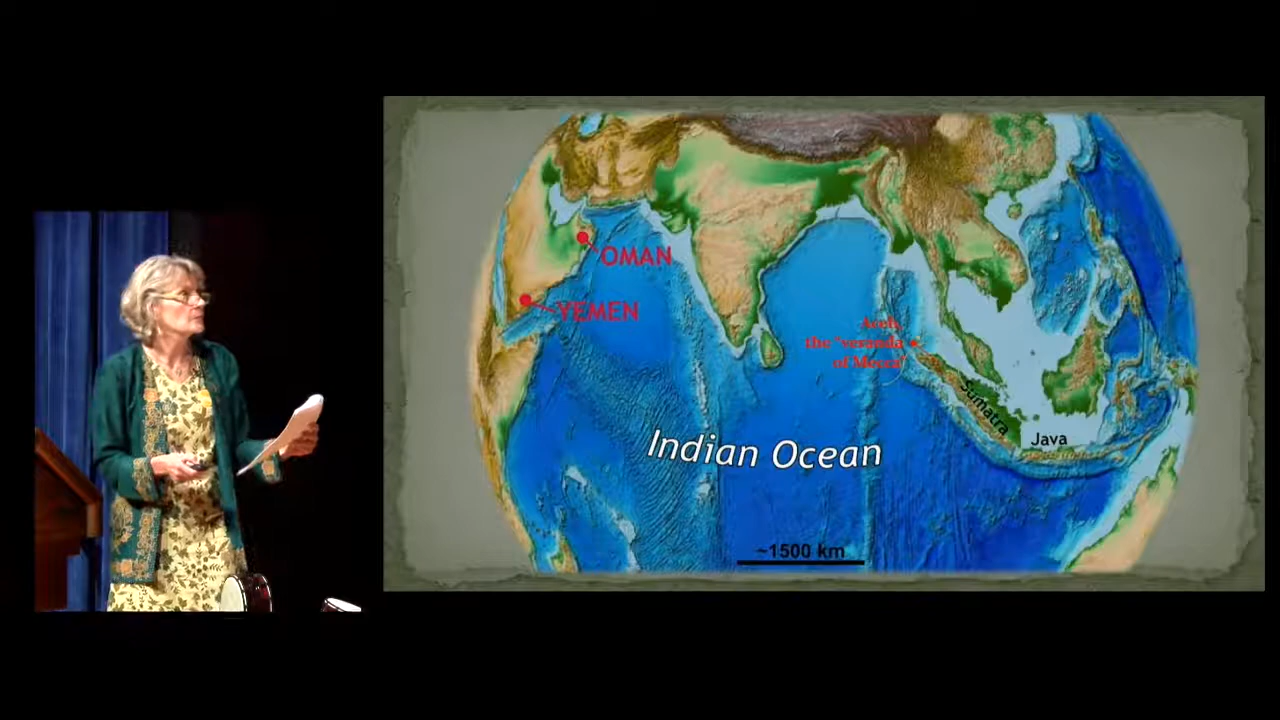 OMAN
YEMEN
Aceh,
the "veranda
of Mecca"
Sumatra
Java
Indian Ocean
~1500 km